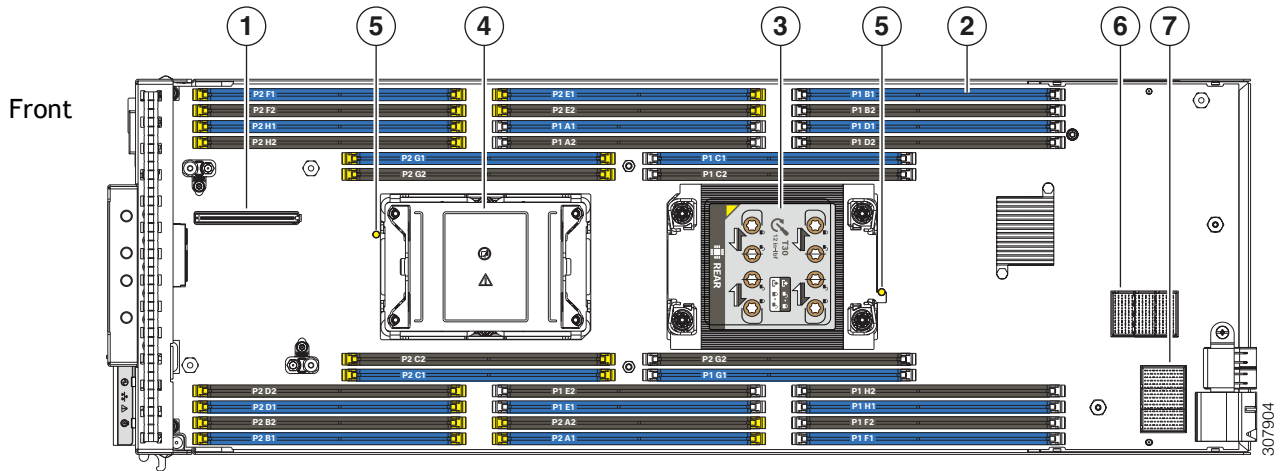 1 5 4 3 5 2 6 7
Front
P2 F1 P2 E1 P1 B1
P2 F2 P2 E2 P1 B2
P2 H1 P1 A1 P1 D1
P2 H2 P1 A2 P1 D2
P2 G1 P1 C1
P2 G2 P1 C2
T30
12 in-lbf
REAR
P2 C2 P2 G2
P2 C1 P1 G1
P2 D2 P1 E2 P1 H2
P2 D1 P1 E1 P1 H1
P2 B2 P2 A2 P1 F2
P2 B1 P2 A1 P1 F1
307904